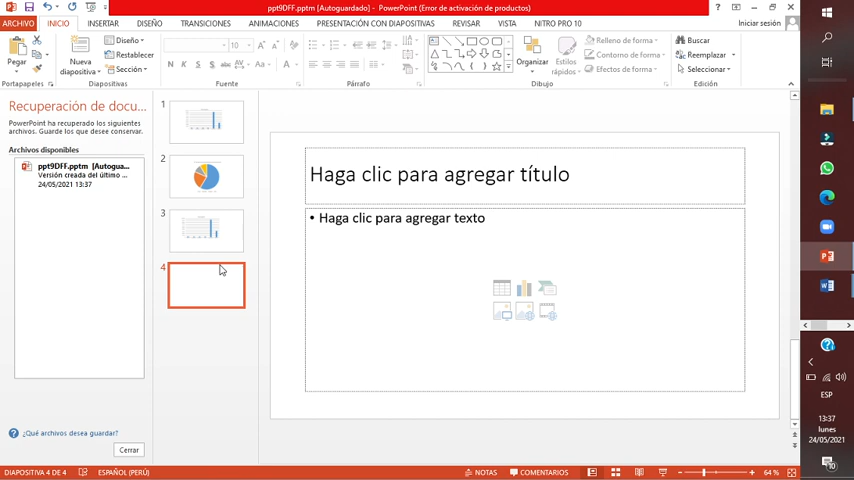 ppt9DFF.pptm [Autoguardado] - PowerPoint (Error de activación de productos)
ARCHIVO INICIO INSERTAR DISEÑO TRANSICIONES ANIMACIONES PRESENTACIÓN CON DIAPOSITIVAS REVISAR VISTA NITRO PRO 10 Iniciar sesión
Pegar
Nueva diapositiva
Diseño
Restablecer
Sección
10
N K S S abc AV Aa A
Organizar
Estilos rápidos
Relleno de forma
Contorno de forma
Efectos de forma
Buscar
Reemplazar
Seleccionar
Portapapeles Diapositivas Fuente Párrafo Dibujo Edición
Recuperación de docu...
PowerPoint ha recuperado los siguientes
archivos. Guarde los que desee conservar.
Archivos disponibles
ppt9DFF.pptm [Autogua...
Versión creada del último ...
24/05/2021 13:37
¿Qué archivos desea guardar?
Cerrar
1
2
3
4
Haga clic para agregar título
• Haga clic para agregar texto
DIAPOSITIVA 4 DE 4 ESPAÑOL (PERÚ) NOTAS COMENTARIOS 64 %
ESP
13:37
lunes
24/05/2021
10